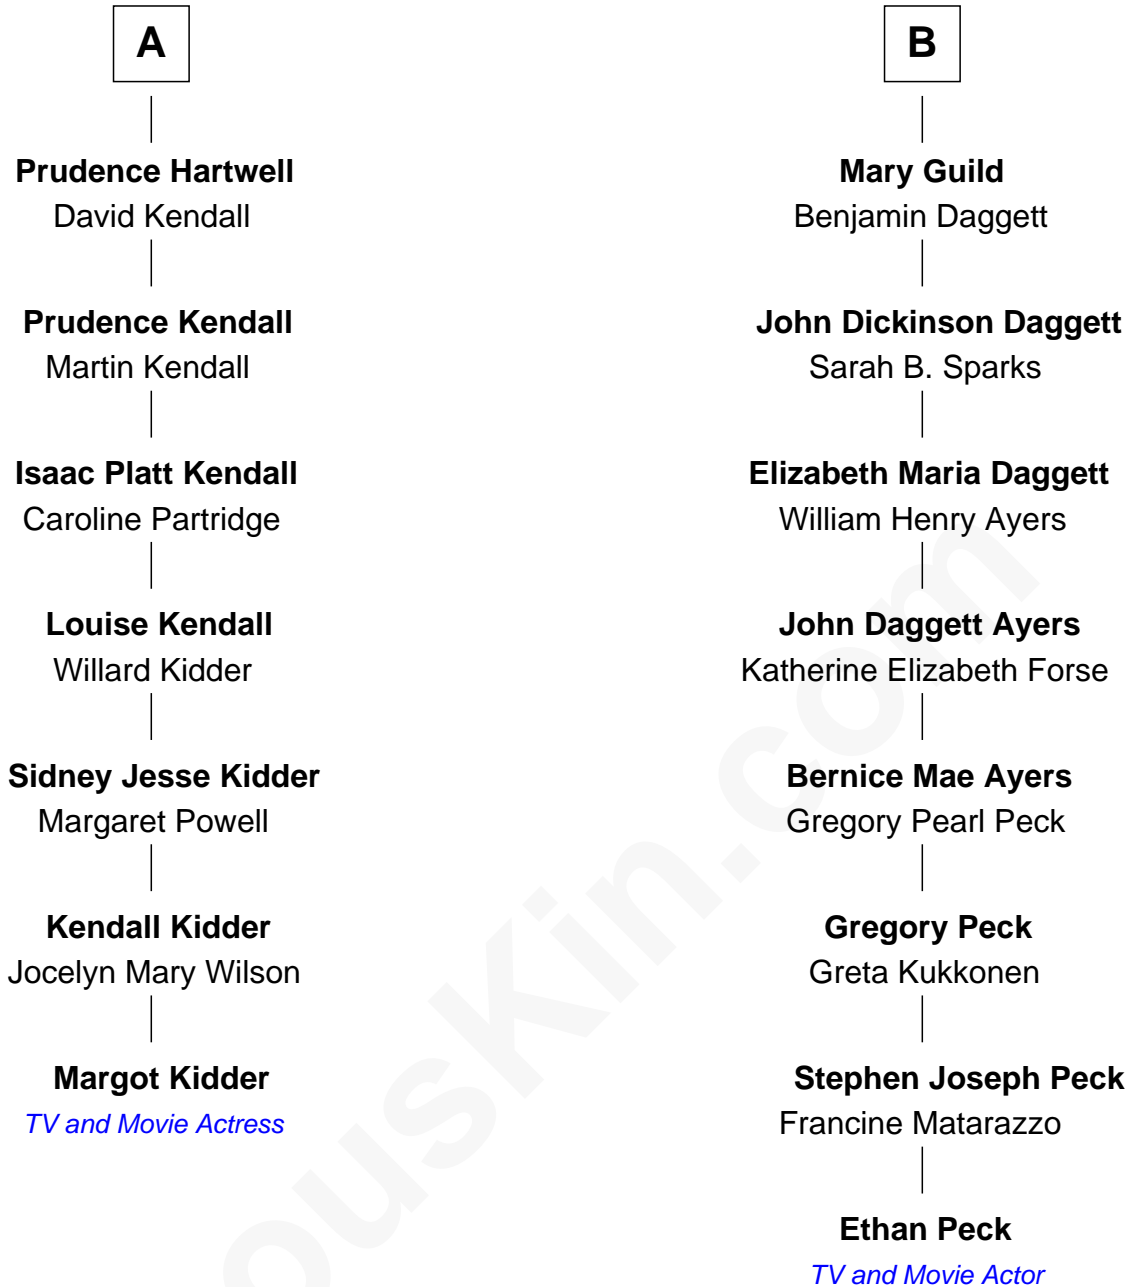 A
B
Prudence Hartwell
David Kendall
Mary Guild
Benjamin Daggett
Prudence Kendall
Martin Kendall
John Dickinson Daggett
Sarah B. Sparks
Isaac Platt Kendall
Caroline Partridge
Elizabeth Maria Daggett
William Henry Ayers
Louise Kendall
Willard Kidder
John Daggett Ayers
Katherine Elizabeth Forse
Sidney Jesse Kidder
Margaret Powell
Bernice Mae Ayers
Gregory Pearl Peck
Kendall Kidder
Jocelyn Mary Wilson
Gregory Peck
Greta Kukkonen
Margot Kidder
TV and Movie Actress
Stephen Joseph Peck
Francine Matarazzo
Ethan Peck
TV and Movie Actor
ousKin.com